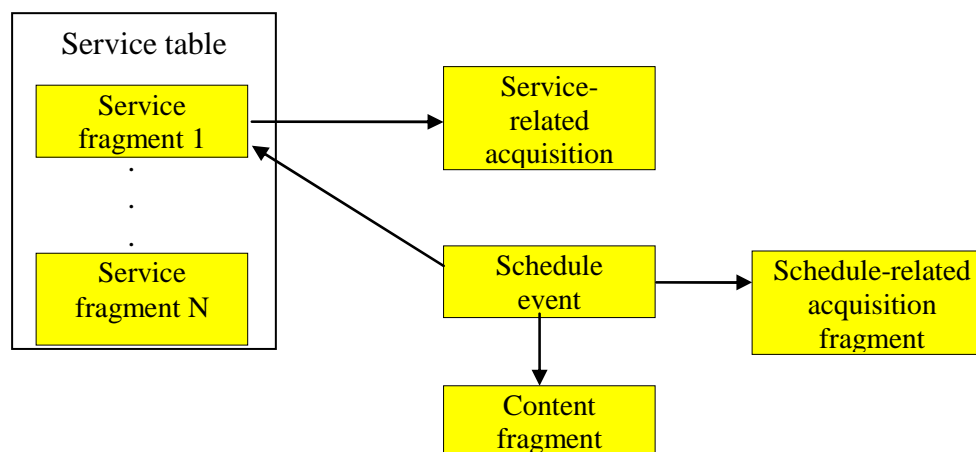 Service table
Service
fragment 1
.
.
.
Service
fragment N
Service-
related
acquisition
Schedule
event
Schedule-related
acquisition
fragment
Content
fragment